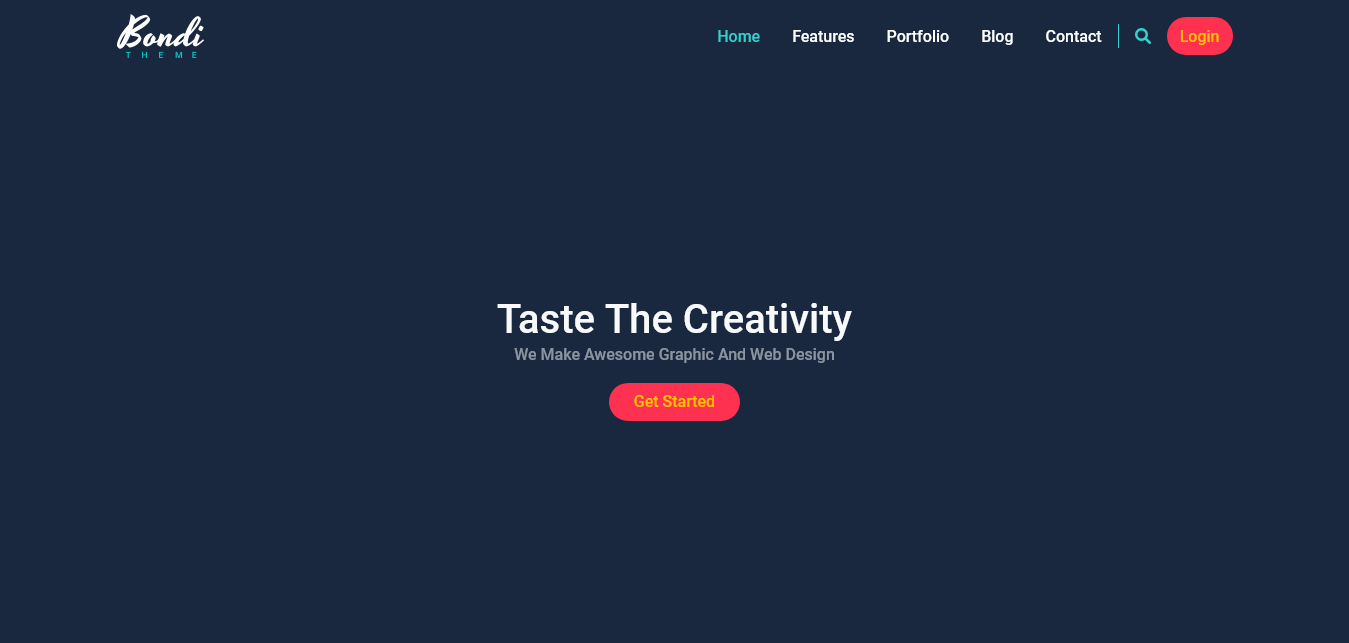 Bondi
THEME
Home Features Portfolio Blog Contact Login
Taste The Creativity
We Make Awesome Graphic And Web Design
Get Started